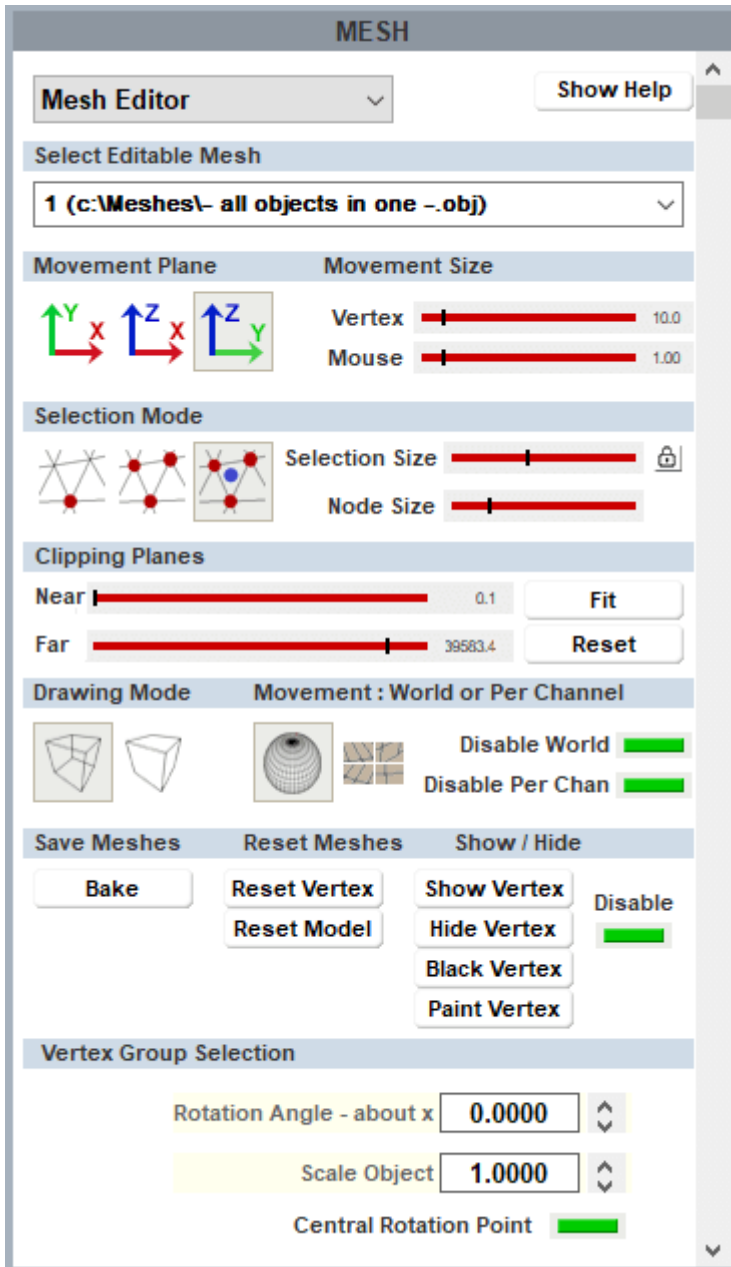 MESH
Mesh Editor
Show Help
Select Editable Mesh
1 (c:\Meshes\– all objects in one –.obj)
Movement Plane Movement Size
Y X Z X Z Y
Vertex 10.0
Mouse 1.00
Selection Mode
Selection Size
Node Size
Clipping Planes
Near 0.1 Fit
Far 39583.4 Reset
Drawing Mode Movement : World or Per Channel
Disable World
Disable Per Chan
Save Meshes Reset Meshes Show / Hide
Bake Reset Vertex Show Vertex
Disable
Reset Model Hide Vertex
Black Vertex
Paint Vertex
Vertex Group Selection
Rotation Angle - about x 0.0000
Scale Object 1.0000
Central Rotation Point